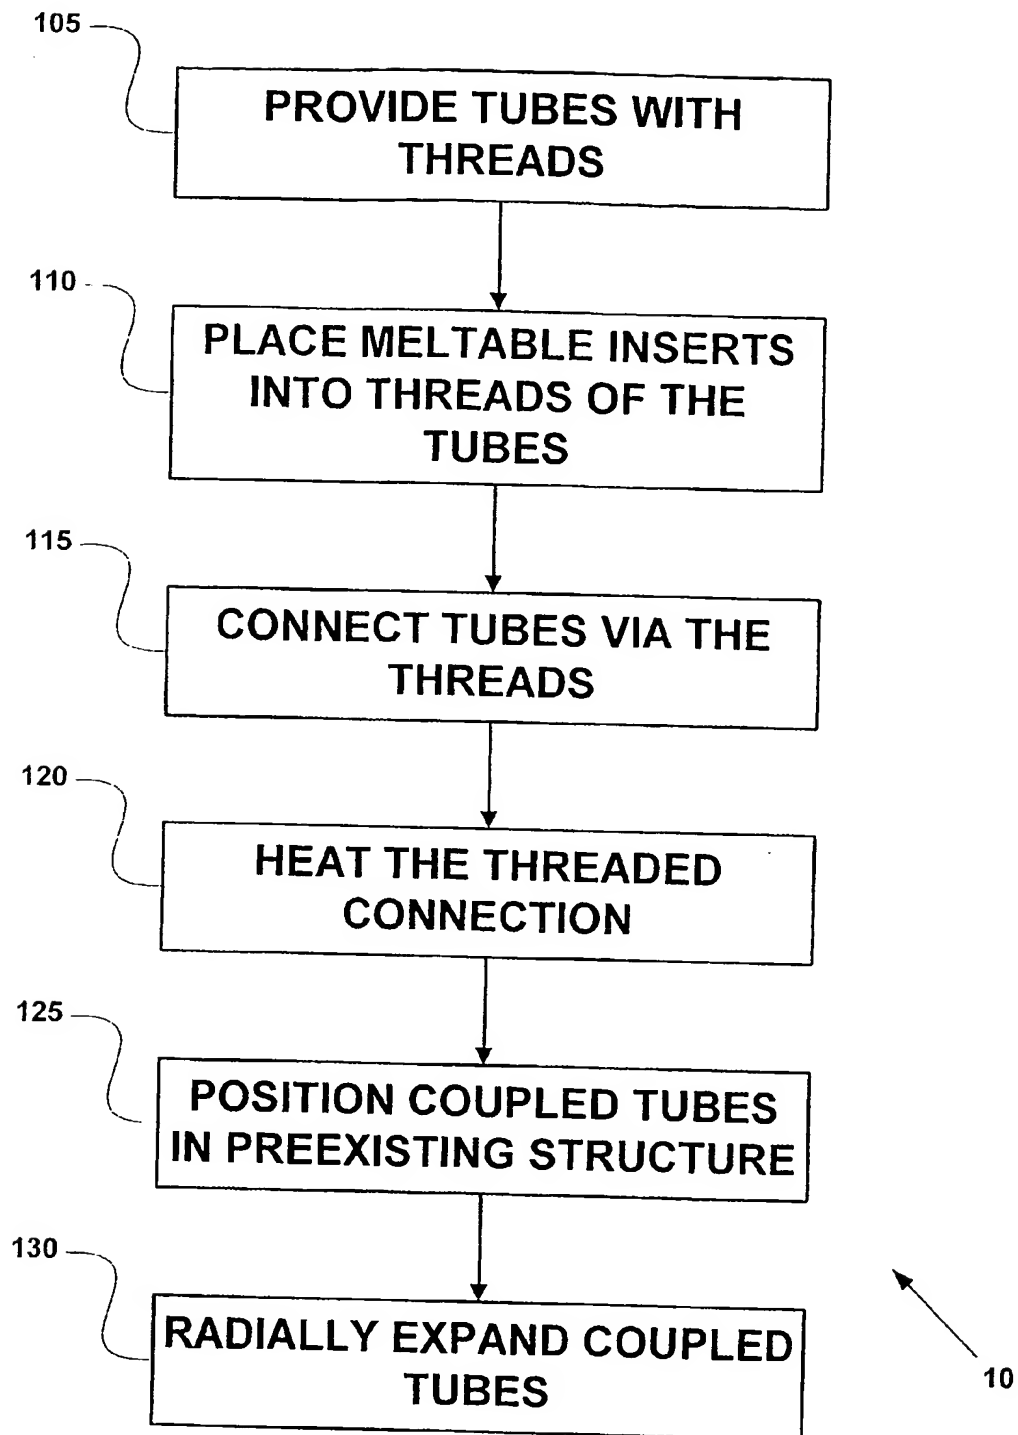 105
PROVIDE TUBES WITH
THREADS
110
PLACE MELTABLE INSERTS
INTO THREADS OF THE
TUBES
115
CONNECT TUBES VIA THE
THREADS
120
HEAT THE THREADED
CONNECTION
125
POSITION COUPLED TUBES
IN PREEXISTING STRUCTURE
130
RADIALLY EXPAND COUPLED
TUBES
10